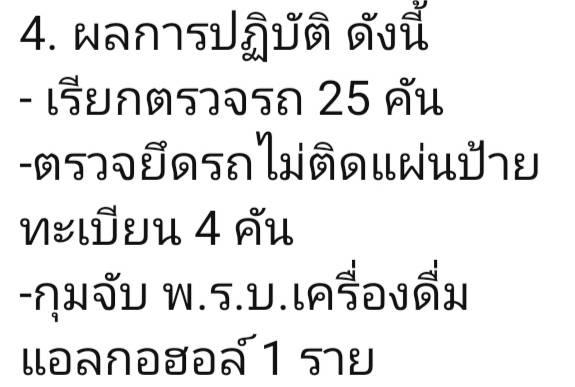 4. ผลการปฏิบัติ ดังนี้
- เรียกตรวจรถ 25 คัน
-ตรวจยึดรถไม่ติดแผ่นป้าย
ทะเบียน 4 คัน
-กุมจับ พ.ร.บ.เครื่องดื่ม
แอลกอฮอล์ 1 ราย